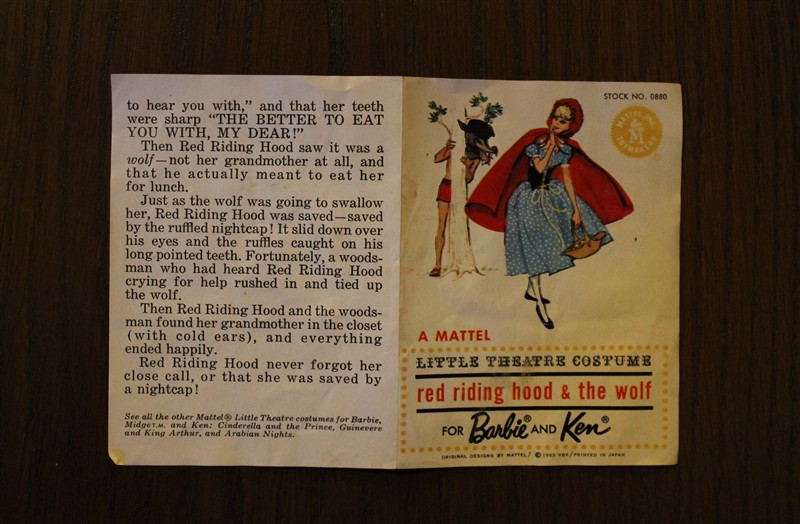 to hear you with,” and that her teeth
were sharp “THE BETTER TO EAT
YOU WITH, MY DEAR!”
Then Red Riding Hood saw it was a
wolf—not her grandmother at all, and
that he actually meant to eat her
for lunch.
Just as the wolf was going to swallow
her, Red Riding Hood was saved—saved
by the ruffled nightcap! It slid down over
his eyes and the ruffles caught on his
long pointed teeth. Fortunately, a woods-
man who had heard Red Riding Hood
crying for help rushed in and tied up
the wolf.
Then Red Riding Hood and the woods-
man found her grandmother in the closet
(with cold ears), and everything
ended happily.
Red Riding Hood never forgot her
close call, or that she was saved by
a nightcap!
See all the other Mattel® Little Theatre costumes for Barbie,
Midge T.M. and Ken: Cinderella and the Prince, Guinevere
and King Arthur, and Arabian Nights.
STOCK NO. 0880
MATTEL, INC.
M
TOYMAKERS
A MATTEL
LITTLE THEATRE COSTUME
red riding hood & the wolf
FOR Barbie® AND Ken®
ORIGINAL DESIGNS BY MATTEL / © 1963 / PRINTED IN JAPAN